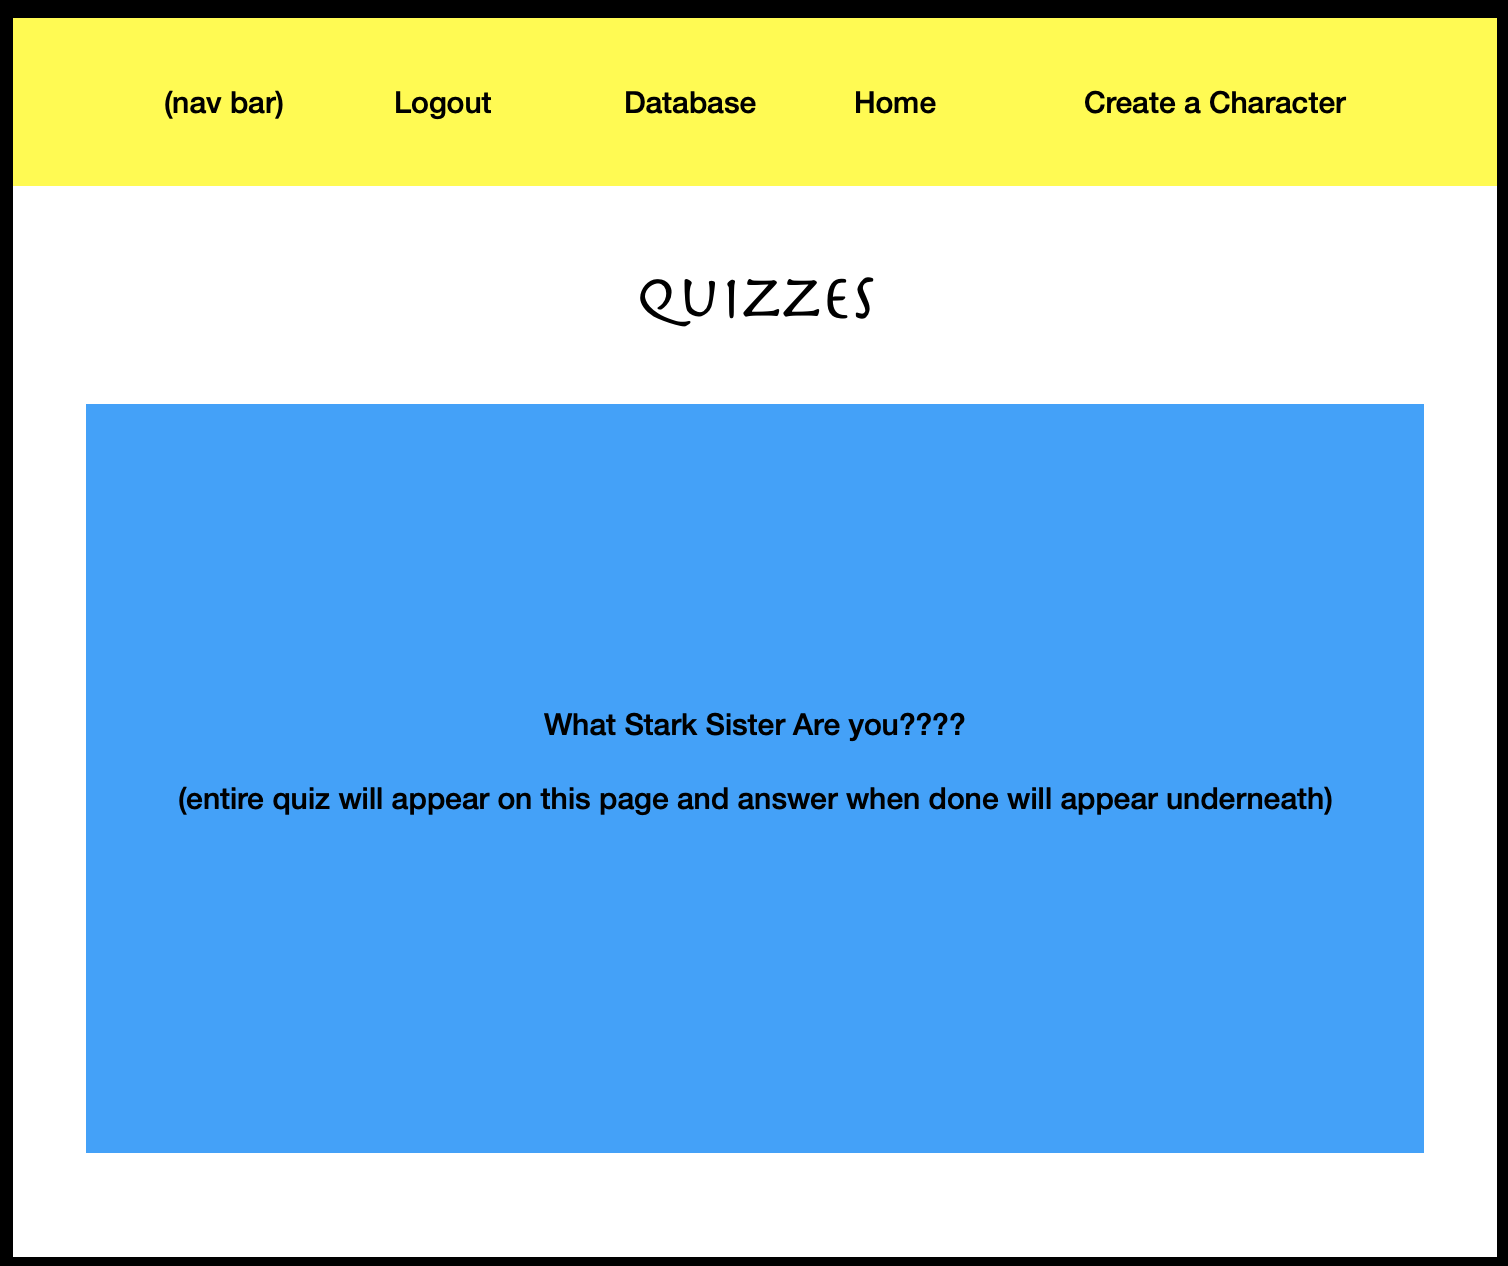 (nav bar) Logout Database Home Create a Character
QUIZZES
What Stark Sister Are you????
(entire quiz will appear on this page and answer when done will appear underneath)